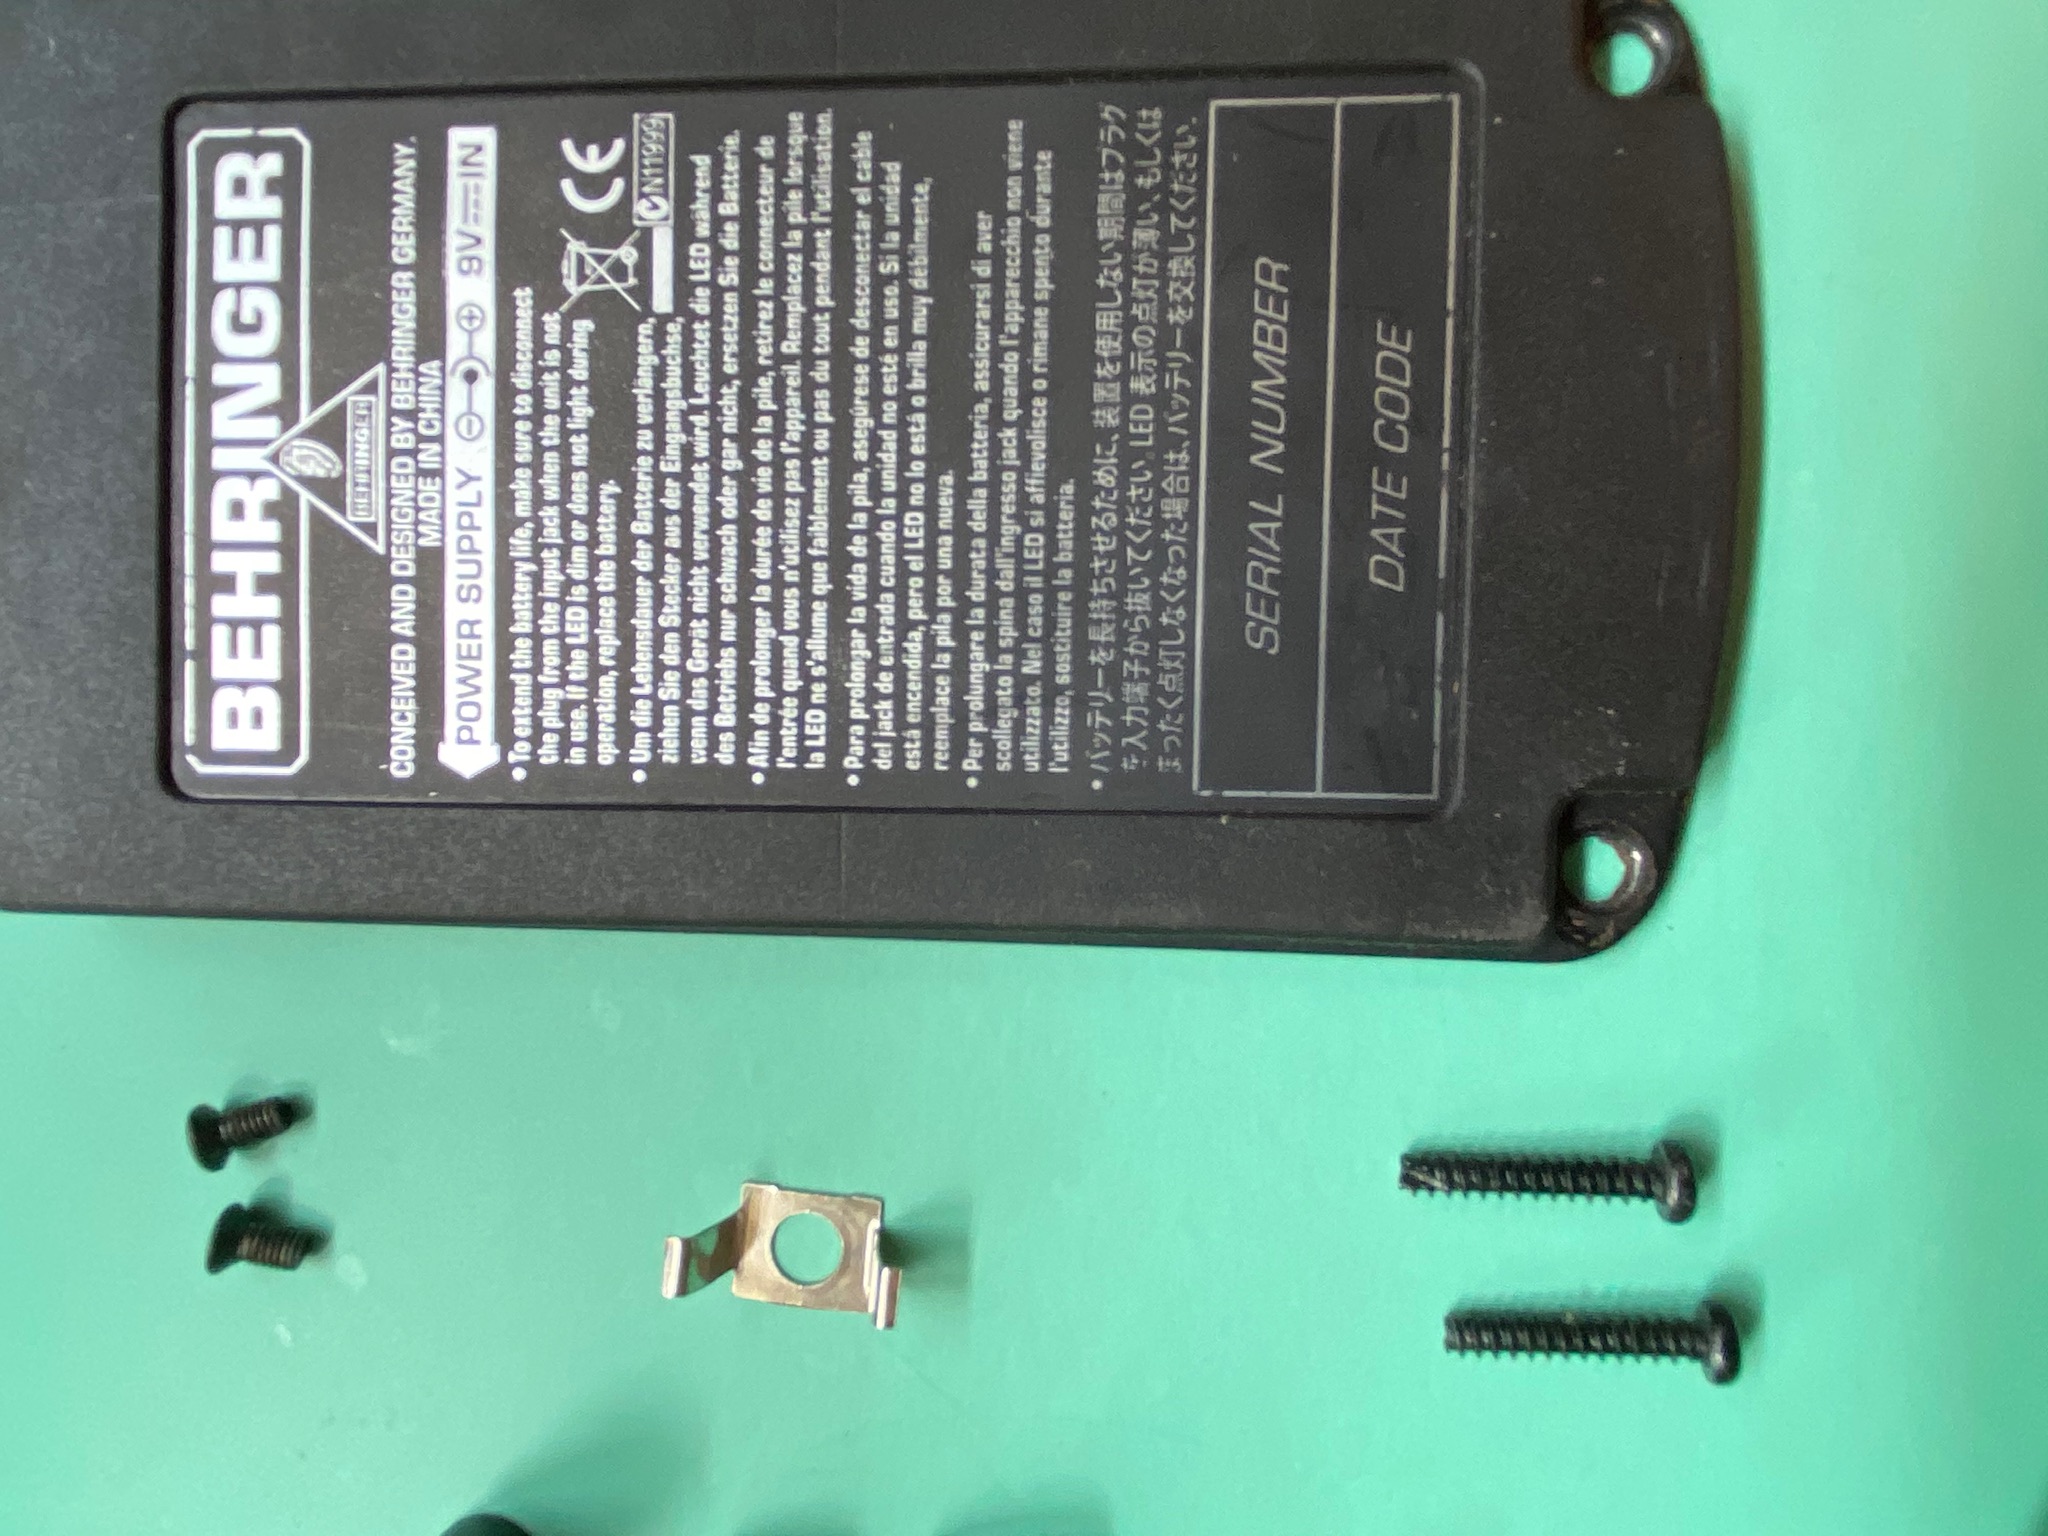 BEHRINGER
BEHRINGER
CONCEIVED AND DESIGNED BY BEHRINGER GERMANY.
MADE IN CHINA
POWER SUPPLY 9V IN
• To extend the battery life, make sure to disconnect
the plug from the input jack when the unit is not
in use. If the LED is dim or does not light during
operation, replace the battery.
CE
N11999
• Um die Lebensdauer der Batterie zu verlängern,
ziehen Sie den Stecker aus der Eingangsbuchse,
wenn das Gerät nicht verwendet wird. Leuchtet die LED während
des Betriebs nur schwach oder gar nicht, ersetzen Sie die Batterie.
• Afin de prolonger la durée de vie de la pile, retirez le connecteur de
l'entrée quand vous n'utilisez pas l'appareil. Remplacez la pile lorsque
la LED ne s'allume que faiblement ou pas du tout pendant l'utilisation.
• Para prolongar la vida de la pila, asegúrese de desconectar el cable
del jack de entrada cuando la unidad no esté en uso. Si la unidad
está encendida, pero el LED no lo está o brilla muy débilmente,
reemplace la pila por una nueva.
• Per prolungare la durata della batteria, assicurarsi di aver
scollegato la spina dall'ingresso jack quando l'apparecchio non viene
utilizzato. Nel caso il LED si affievolisce o rimane spento durante
l'utilizzo, sostituire la batteria.
• バッテリーを長持ちさせるために、装置を使用しない期間はプラグ
を入力端子から抜いてください。LED 表示の点灯が薄い、もしくは
まったく点灯しなくなった場合は、バッテリーを交換してください。
SERIAL NUMBER
DATE CODE